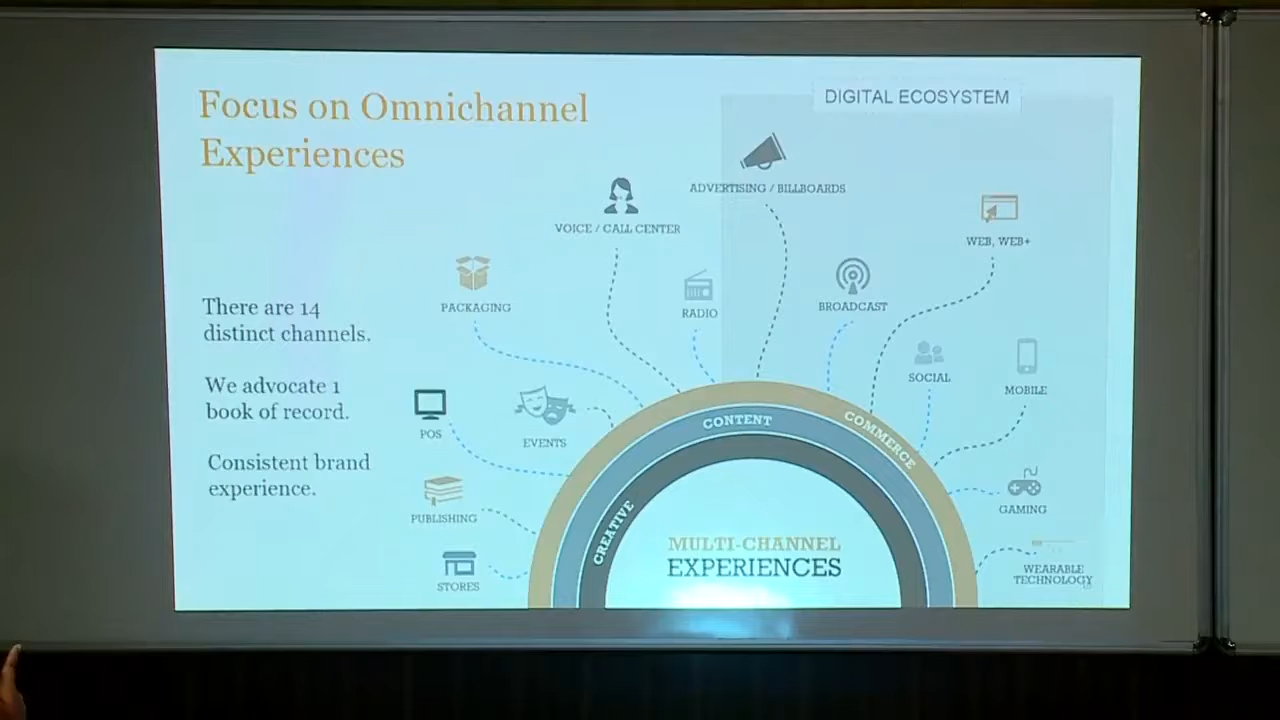 Focus on Omnichannel
Experiences
DIGITAL ECOSYSTEM
ADVERTISING / BILLBOARDS
VOICE / CALL CENTER
WEB, WEB+
PACKAGING
RADIO
BROADCAST
There are 14
distinct channels.
We advocate 1
book of record.
Consistent brand
experience.
SOCIAL
MOBILE
POS
EVENTS
PUBLISHING
STORES
GAMING
WEARABLE
TECHNOLOGY
CONTENT
COMMERCE
CREATIVE
MULTI-CHANNEL
EXPERIENCES